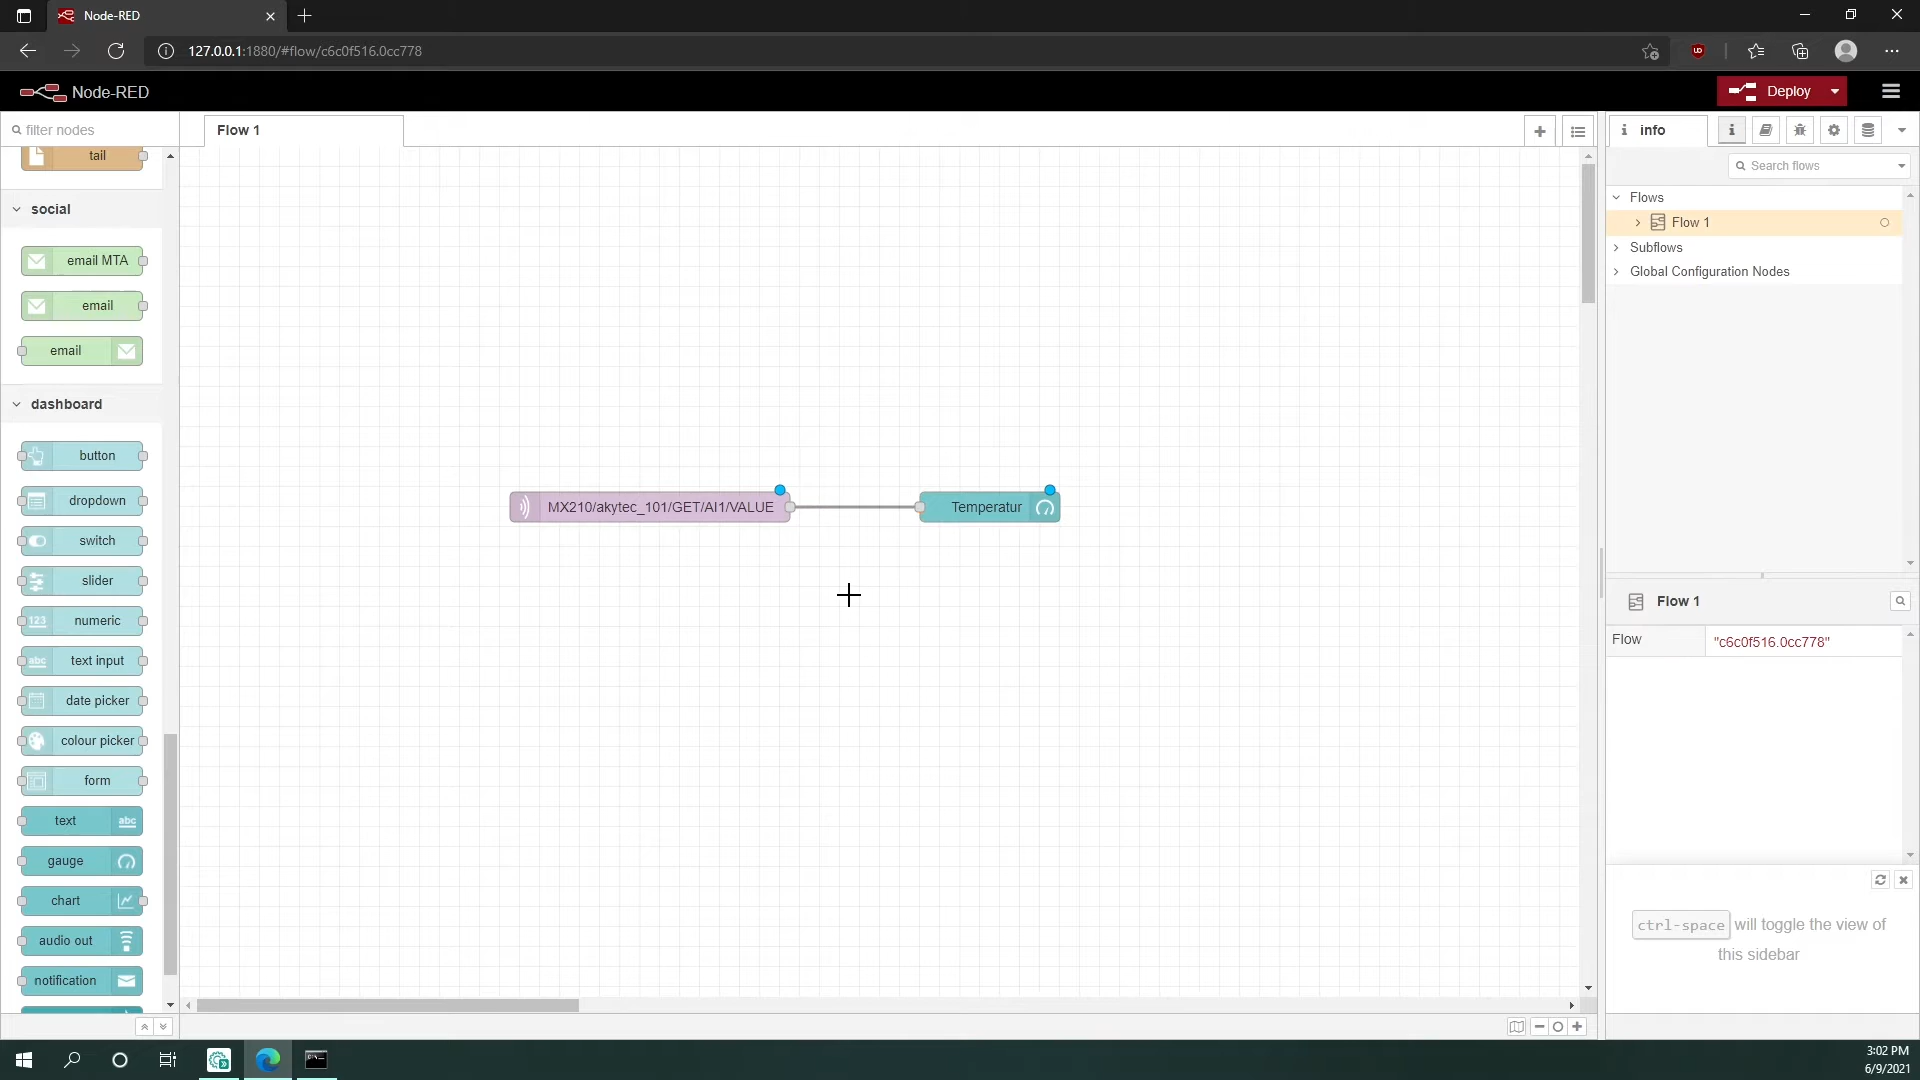 Node-RED
127.0.0.1:1880/#flow/c6c0f516.0cc778
Node-RED
Deploy
filter nodes
Flow 1
info
tail
social
email MTA
email
email
dashboard
button
dropdown
switch
slider
123
numeric
abc
text input
date picker
colour picker
form
text
abc
gauge
chart
audio out
notification
MX210/akytec_101/GET/AI1/VALUE
Temperatur
Search flows
Flows
Flow 1
Subflows
Global Configuration Nodes
Flow 1
Flow
"c6c0f516.0cc778"
ctrl-space will toggle the view of
this sidebar
3:02 PM
6/9/2021